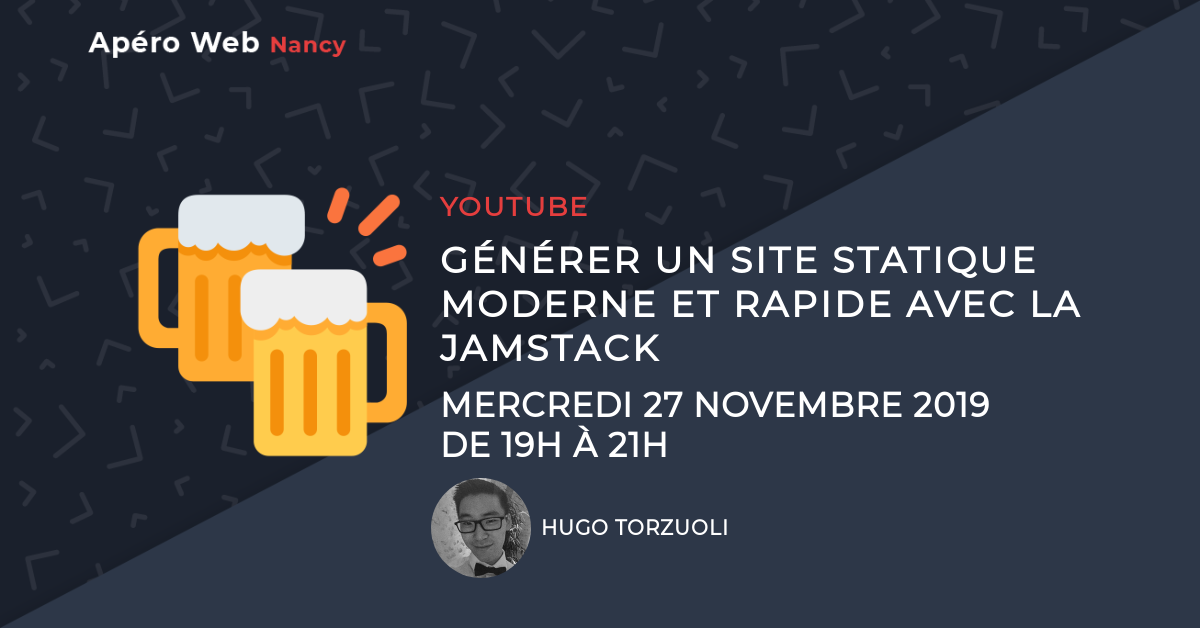 Apéro Web Nancy
YOUTUBE
GÉNÉRER UN SITE STATIQUE
MODERNE ET RAPIDE AVEC LA
JAMSTACK
MERCREDI 27 NOVEMBRE 2019
DE 19H À 21H
HUGO TORZUOLI